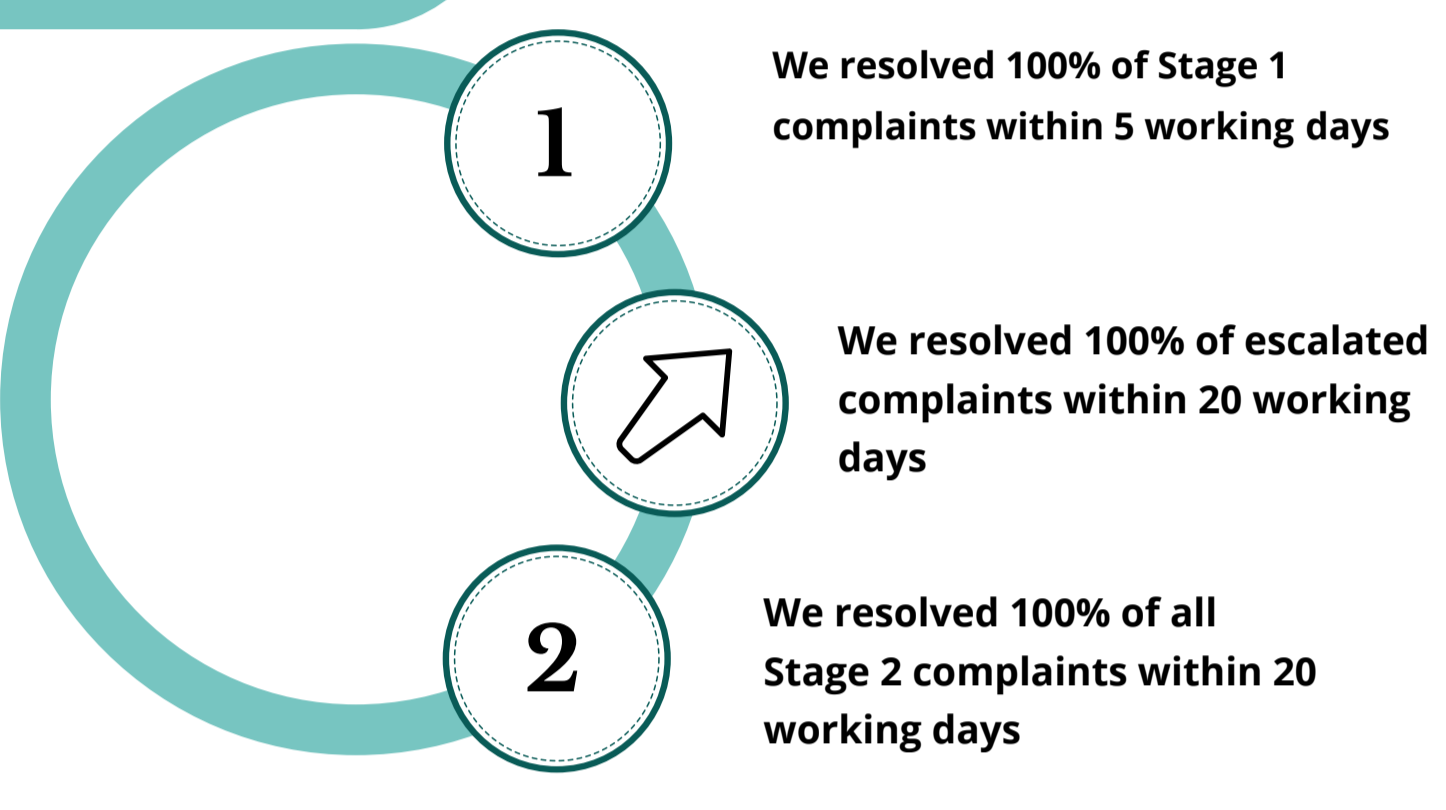 1
We resolved 100% of Stage 1
complaints within 5 working days
We resolved 100% of escalated
complaints within 20 working
days
2
We resolved 100% of all
Stage 2 complaints within 20
working days